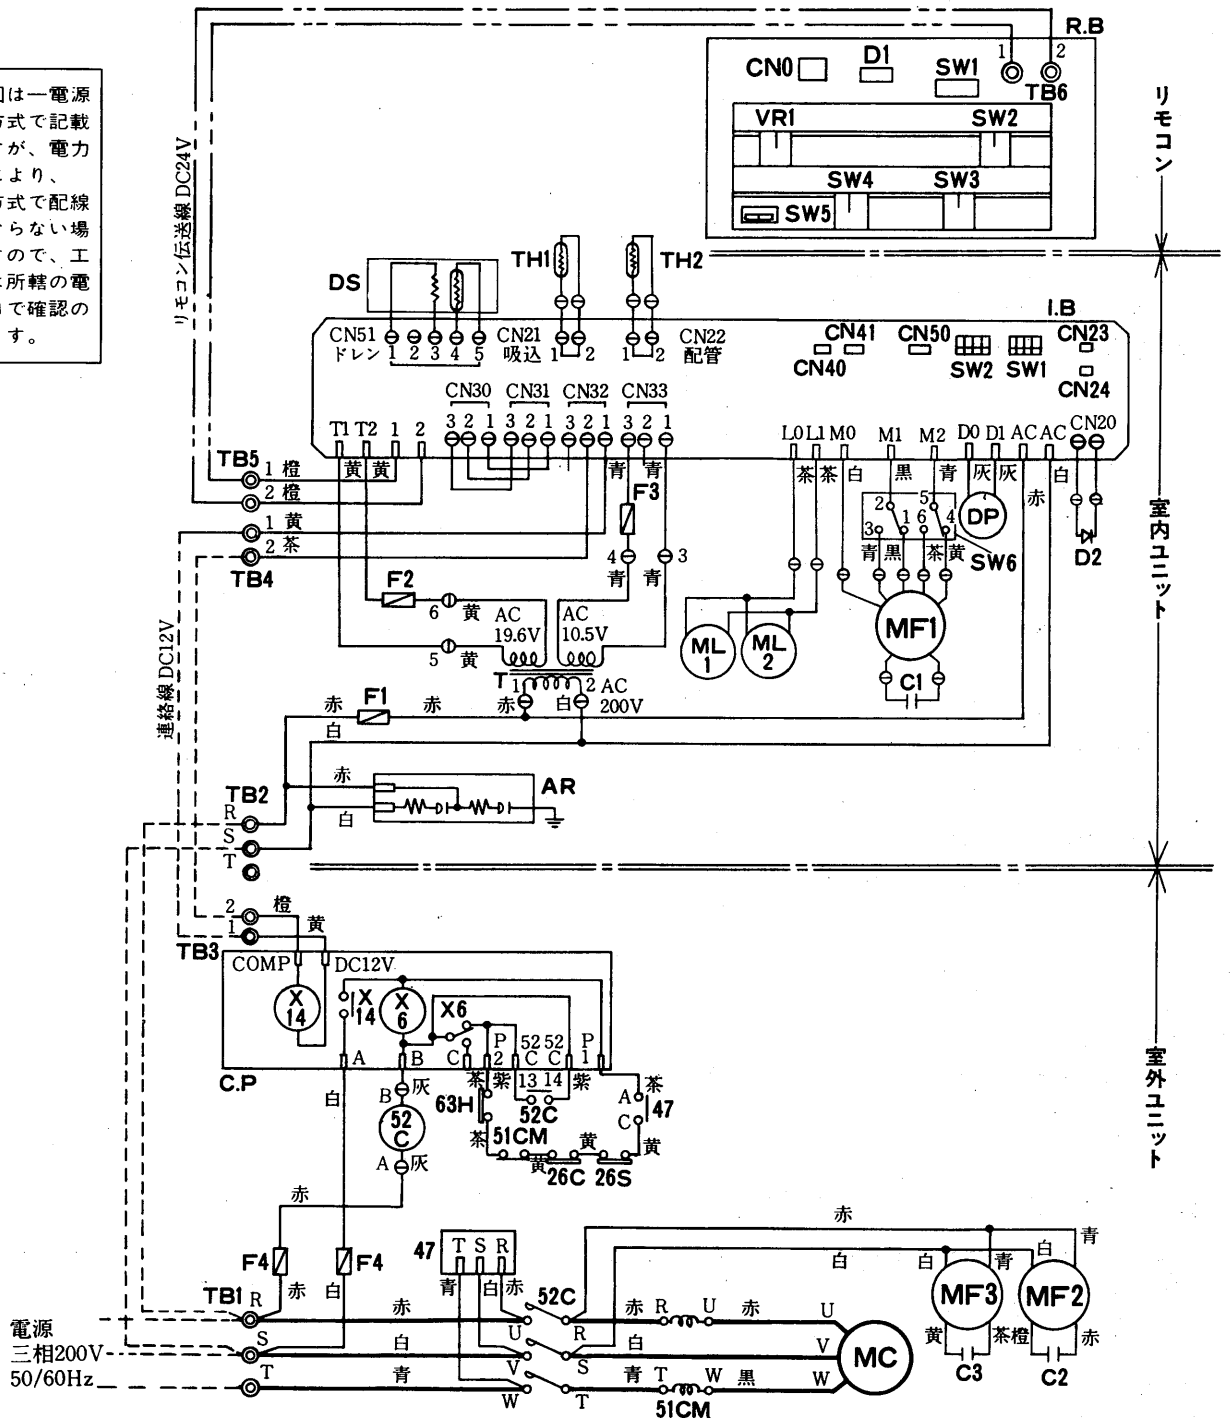 R.B
1 2
CN0 D1 SW1 TB6
VR1 SW2
SW4 SW3
SW5
リモコン
は一電源
式で記載
が、電力
より、
式で配線
らない場
ので、工
所轄の電
で確認の
す。
リモコン伝送線 DC24V
DS TH1 TH2
I.B
CN51 CN21 CN22 CN41 CN50 CN23
ドレン 1 2 3 4 5 吸込 1 2 1 2 配管
CN40 SW2 SW1 CN24
CN30 CN31 CN32 CN33 CN20
3 2 1 3 2 1 3 2 1 3 2 1
T1 T2 1 2 L0 L1 M0 M1 M2 D0 D1 AC AC
TB5 1 橙 黄 黄 青 青 茶 茶 白 黒 青 灰 灰 赤 白
2 橙 F3
1 黄 2 5 DP
2 茶 3 1 6 4
TB4 4 3 青 黒 茶 黄 SW6 D2
青 青
F2
6 黄 AC 19.6V AC 10.5V
5 黄
ML 1 ML 2 MF1
T 1 2 AC 200V
C1
赤 F1 赤 赤 白
白
連絡線 DC12V
室内ユニット
赤 AR
TB2
R 白
S
T
2 橙
1 黄
TB3
COMP DC12V
X 14 X 14 X 6 X6 P 2 52 C 52 C P 1
A B C
C.P
茶 紫 13 14 紫 茶
白 B 灰 63H 52C A 47
52 C C
茶 51CM 黄 黄 黄
A 灰 26C 26S
室外ユニット
赤 赤
F4 F4 47 T S R 白 白 青 白 青
赤 白 青 白 赤 白 MF3 MF2
TB1 R 赤 52C 赤 R U 赤 U
U R 黄 茶 橙 赤
電源 S 白 白 V C3 C2
三相200V V S MC
50/60Hz T 青 青 T W 黒 W
W T
51CM